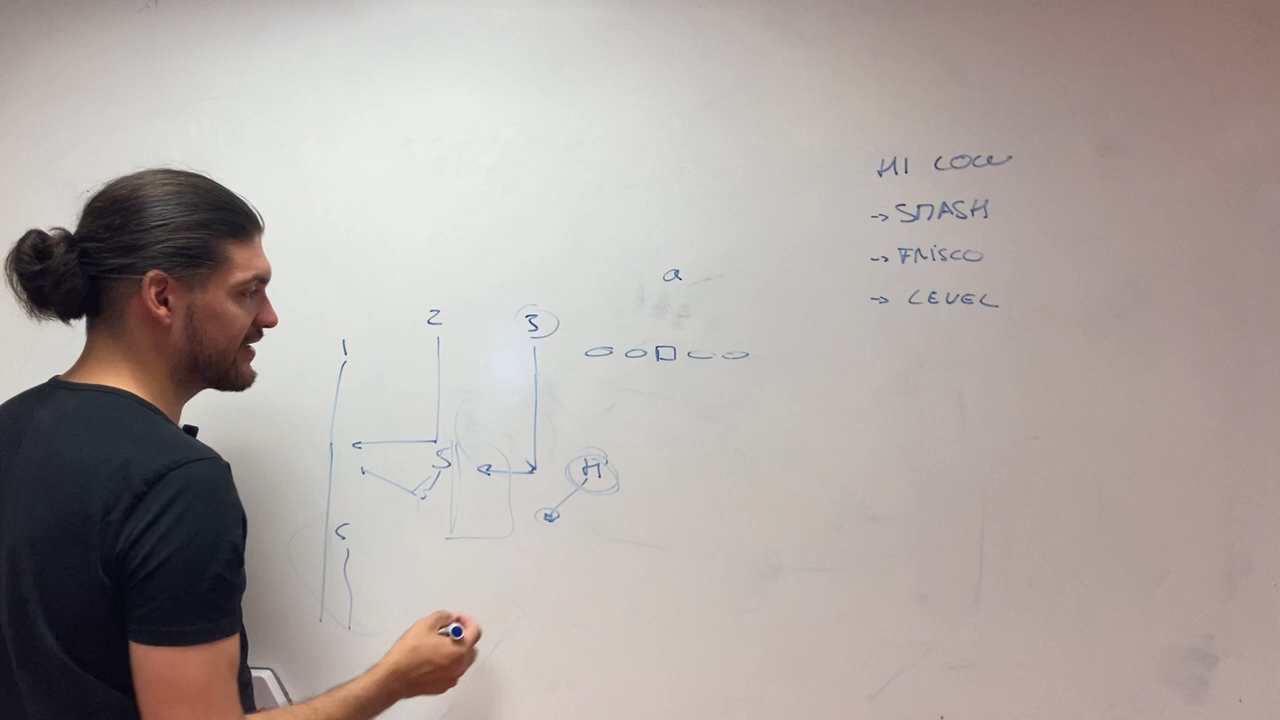 HI LOW
→ SMASH
→ FRISCO
→ LEVEL
a
2
3
1
S
H
C